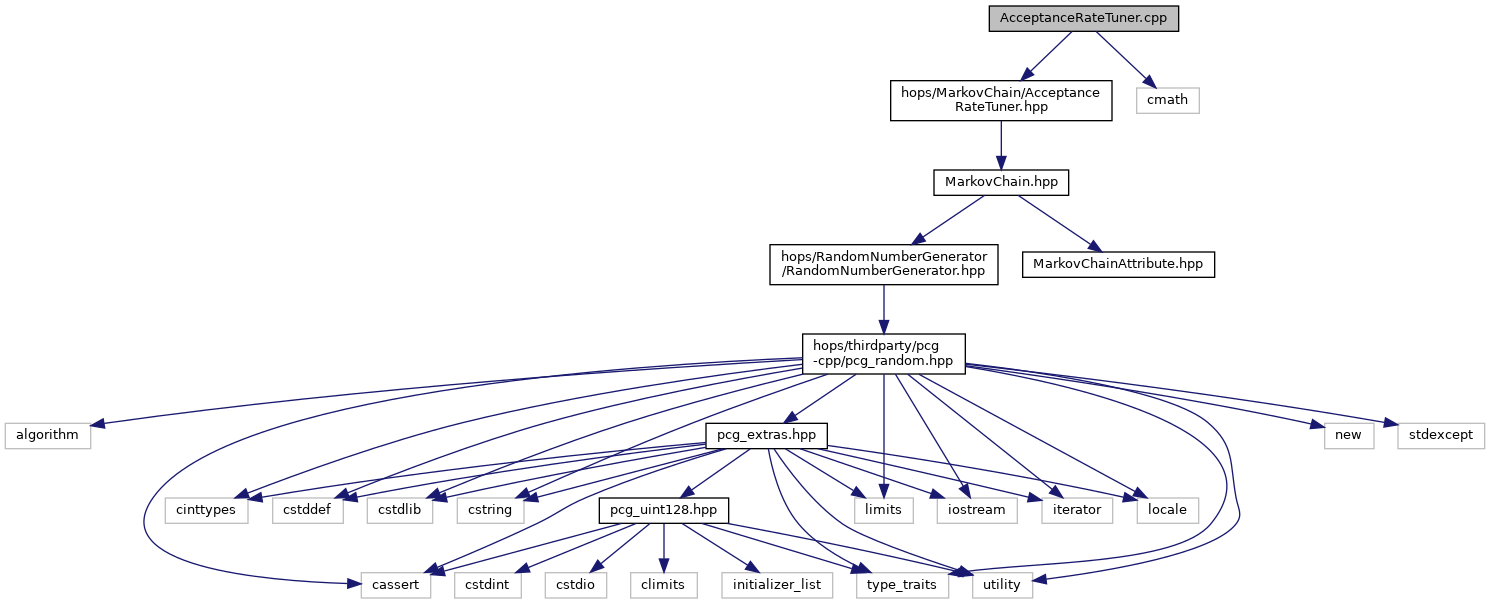 AcceptanceRateTuner.cpp
hops/MarkovChain/Acceptance
RateTuner.hpp
cmath
MarkovChain.hpp
hops/RandomNumberGenerator
/RandomNumberGenerator.hpp
MarkovChainAttribute.hpp
hops/thirdparty/pcg
-cpp/pcg_random.hpp
algorithm
pcg_extras.hpp
new
stdexcept
cinttypes
cstddef
cstdlib
cstring
pcg_uint128.hpp
limits
iostream
iterator
locale
cassert
cstdint
cstdio
climits
initializer_list
type_traits
utility